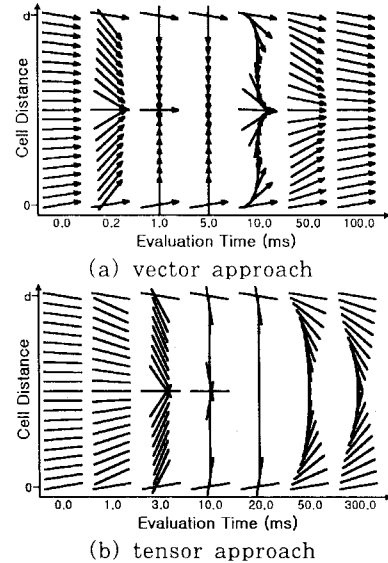 d
Cell Distance
0
0.0 0.2 1.0 5.0 10.0 50.0 100.0
Evaluation Time (ms)
(a) vector approach
d
Cell Distance
0
0.0 1.0 3.0 10.0 20.0 50.0 300.0
Evaluation Time (ms)
(b) tensor approach